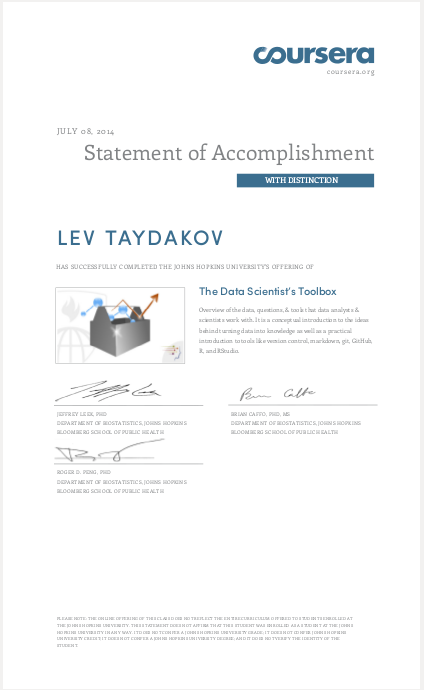 coursera
coursera.org
JULY 08, 2014
Statement of Accomplishment
WITH DISTINCTION
LEV TAYDAKOV
HAS SUCCESSFULLY COMPLETED THE JOHNS HOPKINS UNIVERSITY'S OFFERING OF
The Data Scientist's Toolbox
Overview of the data, questions, & tools that data analysts &
scientists work with. It is a conceptual introduction to the ideas
behind turning data into knowledge as well as a practical
introduction to tools like version control, markdown, git, GitHub,
R, and RStudio.
JEFFREY LEEK, PHD
DEPARTMENT OF BIOSTATISTICS, JOHNS HOPKINS
BLOOMBERG SCHOOL OF PUBLIC HEALTH
BRIAN CAFFO, PHD, MS
DEPARTMENT OF BIOSTATISTICS, JOHNS HOPKINS
BLOOMBERG SCHOOL OF PUBLIC HEALTH
ROGER D. PENG, PHD
DEPARTMENT OF BIOSTATISTICS, JOHNS HOPKINS
BLOOMBERG SCHOOL OF PUBLIC HEALTH
PLEASE NOTE: THE ONLINE OFFERING OF THIS CLASS DOES NOT REFLECT THE ENTIRE CURRICULUM OFFERED TO STUDENTS ENROLLED AT
THE JOHNS HOPKINS UNIVERSITY. THIS STATEMENT DOES NOT AFFIRM THAT THIS STUDENT WAS ENROLLED AS A STUDENT AT THE JOHNS
HOPKINS UNIVERSITY IN ANY WAY. IT DOES NOT CONFER A JOHNS HOPKINS UNIVERSITY GRADE; IT DOES NOT CONFER JOHNS HOPKINS
UNIVERSITY CREDIT; IT DOES NOT CONFER A JOHNS HOPKINS UNIVERSITY DEGREE; AND IT DOES NOT VERIFY THE IDENTITY OF THE
STUDENT.